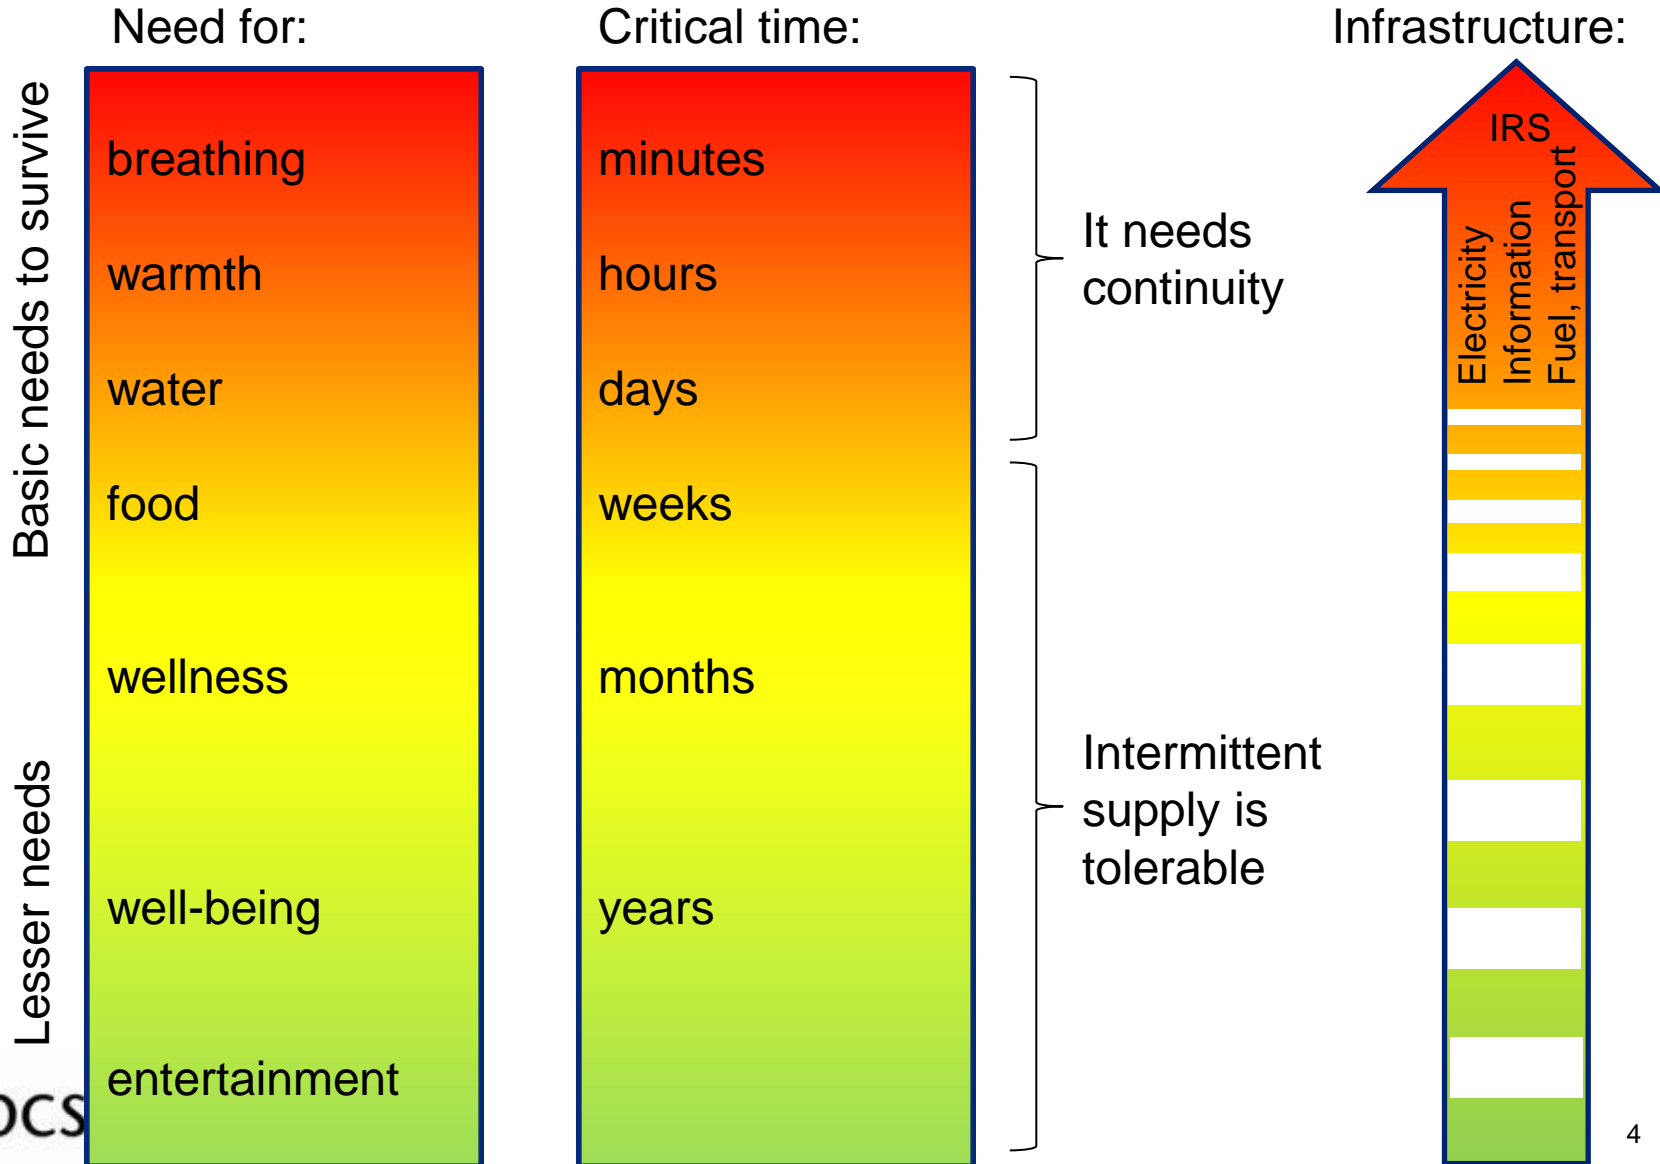 Need for:
Critical time:
Infrastructure:
Basic needs to survive
Lesser needs
breathing
warmth
water
food
wellness
well-being
entertainment
minutes
hours
days
weeks
months
years
It needs
continuity
Intermittent
supply is
tolerable
IRS
Electricity
Information
Fuel, transport
4